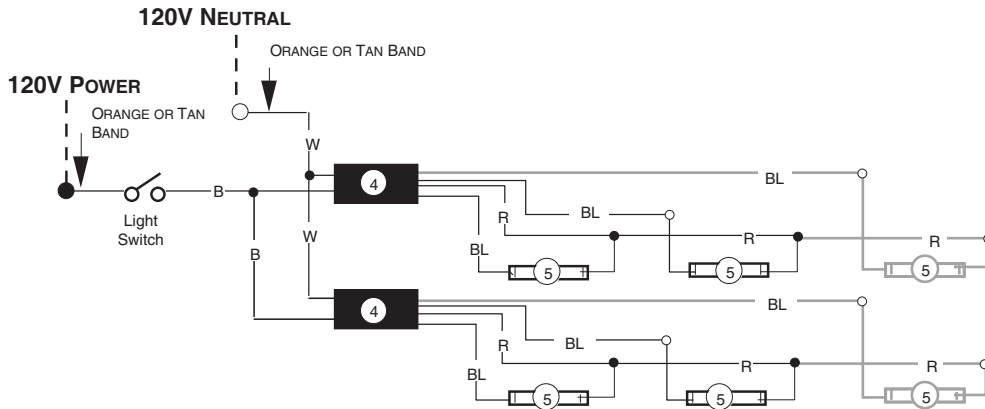 120V NEUTRAL
ORANGE OR TAN BAND
120V POWER
ORANGE OR TAN
BAND
W
4
BL
B
Light
Switch
R
BL
R
R
W
BL
B
5
5
5
4
BL
BL
R
R
R
BL
5
5
5